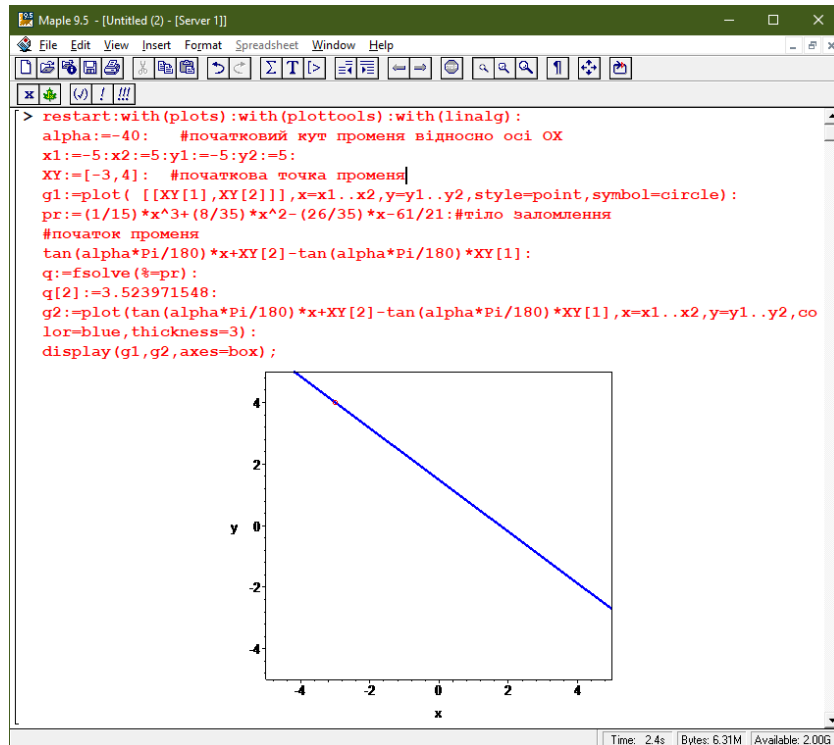 Maple 9.5 - [Untitled (2) - [Server 1]]
File Edit View Insert Format Spreadsheet Window Help
> restart:with(plots):with(plottools):with(linalg):
alpha:=-40: #початковий кут променя відносно осі OX
x1:=-5:x2:=5:y1:=-5:y2:=5:
XY:=[-3,4]: #початкова точка променя
g1:=plot( [[XY[1],XY[2]]],x=x1..x2,y=y1..y2,style=point,symbol=circle):
pr:=(1/15)*x^3+(8/35)*x^2-(26/35)*x-61/21:#тіло заломлення
#початок променя
tan(alpha*Pi/180)*x+XY[2]-tan(alpha*Pi/180)*XY[1]:
q:=fsolve(%=pr):
q[2]:=3.523971548:
g2:=plot(tan(alpha*Pi/180)*x+XY[2]-tan(alpha*Pi/180)*XY[1],x=x1..x2,y=y1..y2,co
lor=blue,thickness=3):
display(g1,g2,axes=box);
4
2
y 0
-2
-4
-4 -2 0 2 4
x
Time: 2.4s Bytes: 6.31M Available: 2.00G